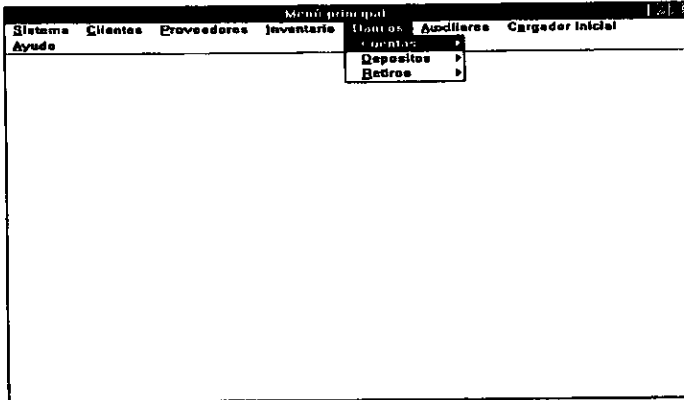 Menú principal
Sistema Clientes Proveedores Inventario Bancos Auxiliares Cargador Inicial
Ayuda
Cuentas
Depositos
Retiros